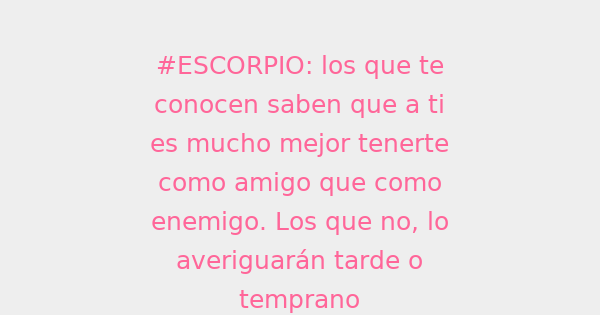 #ESCORPIO: los que te
conocen saben que a ti
es mucho mejor tenerte
como amigo que como
enemigo. Los que no, lo
averiguarán tarde o
temprano